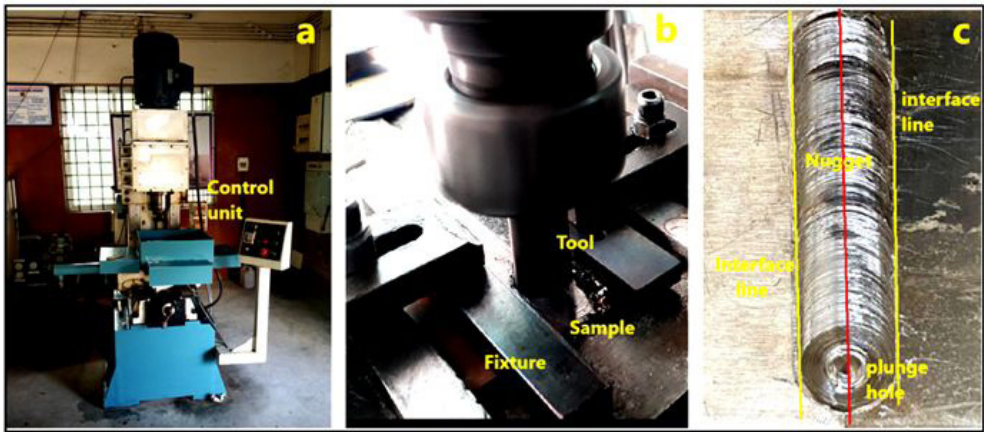 a
Control
unit
b
Tool
Sample
Fixture
c
interface
line
Nugget
Interface
line
plunge
hole